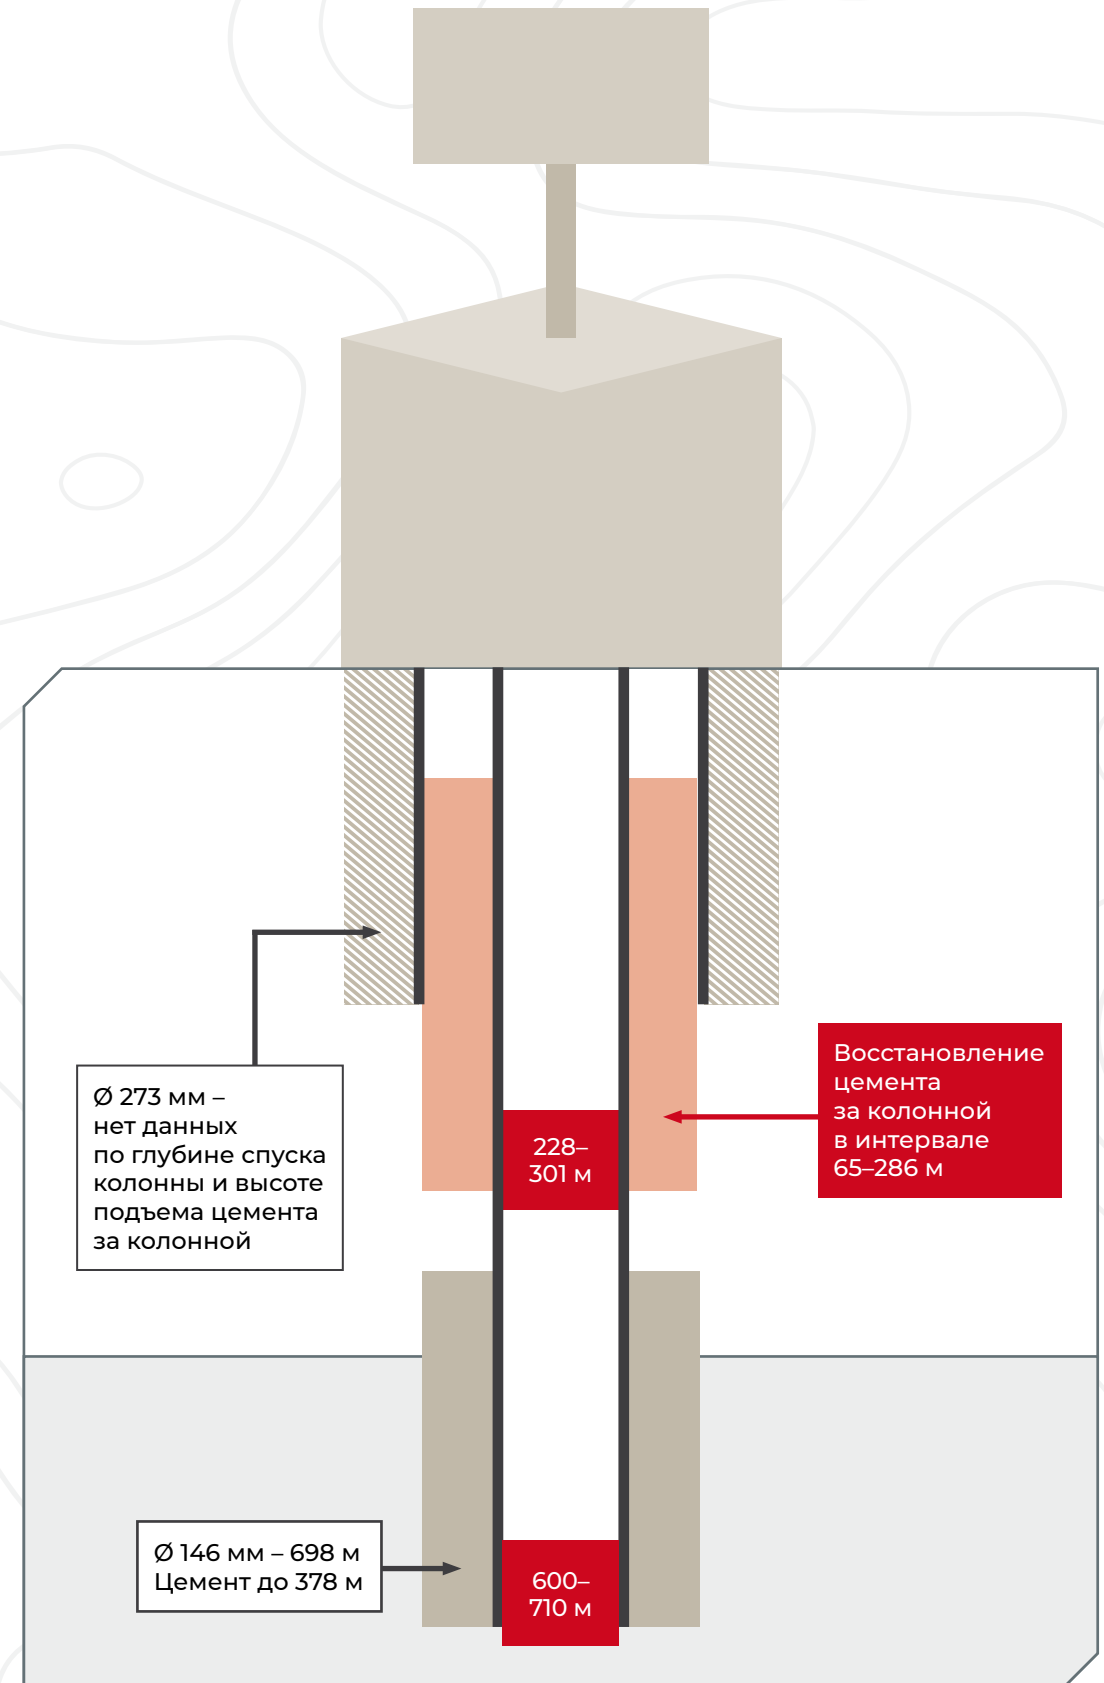 Ø 273 мм –
нет данных
по глубине спуска
колонны и высоте
подъема цемента
за колонной
228–
301 м
Восстановление
цемента
за колонной
в интервале
65–286 м
Ø 146 мм – 698 м
Цемент до 378 м
600–
710 м